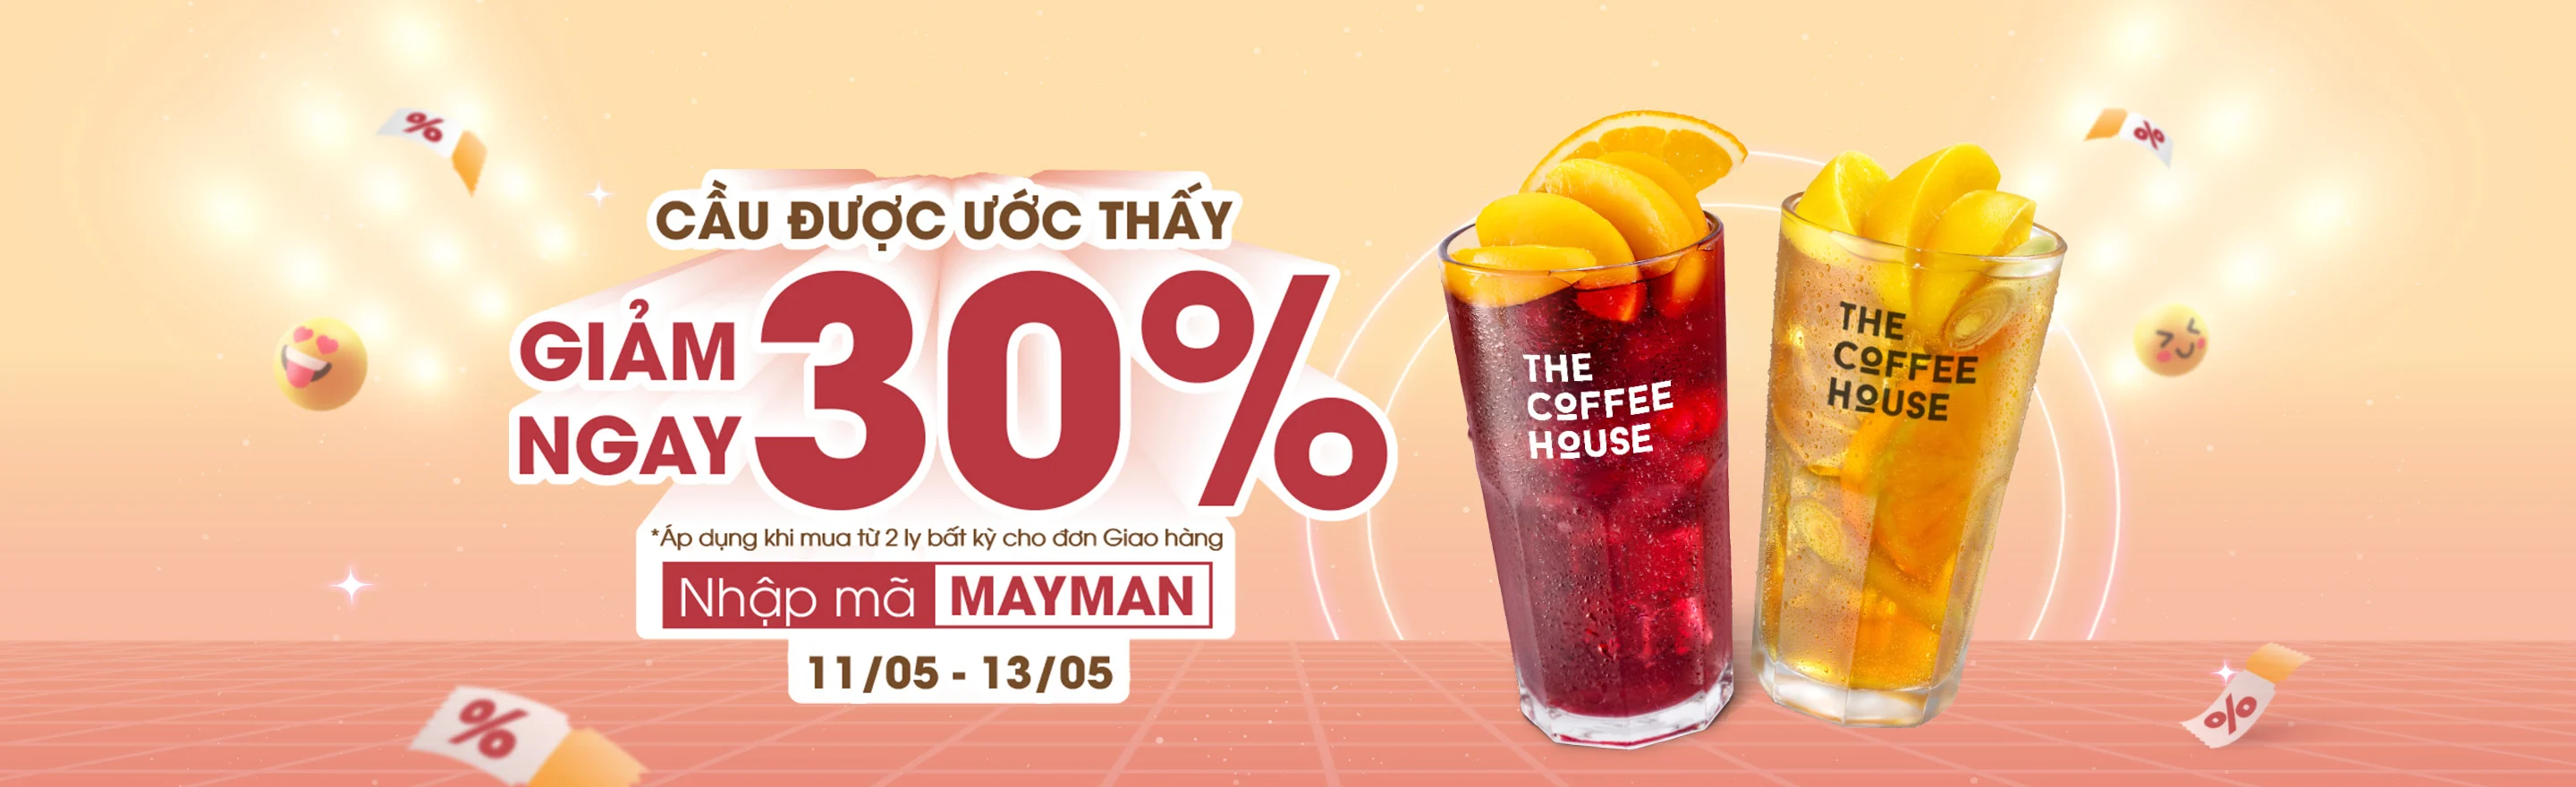 CẦU ĐƯỢC ƯỚC THẤY
GIẢM
NGAY
30%
*Áp dụng khi mua từ 2 ly bất kỳ cho đơn Giao hàng
Nhập mã MAYMAN
11/05 - 13/05
THE
COFFEE
HOUSE
THE
COFFEE
HOUSE
%
%
%
%